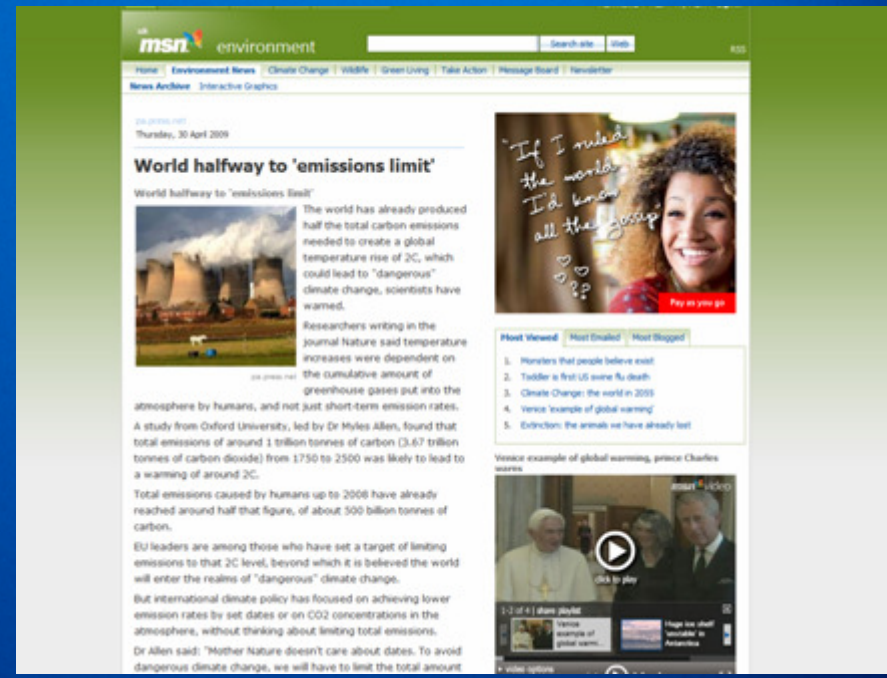 uk
msn environment
Search site Web
RSS
Home Environment News Climate Change Wildlife Green Living Take Action Message Board Newsletter
News Archive Interactive Graphics
pa.press.net
Thursday, 30 April 2009
World halfway to 'emissions limit'
World halfway to 'emissions limit'
The world has already produced
half the total carbon emissions
needed to create a global
temperature rise of 2C, which
could lead to "dangerous"
climate change, scientists have
warned.
Researchers writing in the
journal Nature said temperature
increases were dependent on
the cumulative amount of
pa.press.net
greenhouse gases put into the
atmosphere by humans, and not just short-term emission rates.
A study from Oxford University, led by Dr Myles Allen, found that
total emissions of around 1 trillion tonnes of carbon (3.67 trillion
tonnes of carbon dioxide) from 1750 to 2500 was likely to lead to
a warming of around 2C.
Total emissions caused by humans up to 2008 have already
reached around half that figure, of about 500 billion tonnes of
carbon.
EU leaders are among those who have set a target of limiting
emissions to that 2C level, beyond which it is believed the world
will enter the realms of "dangerous" climate change.
But international climate policy has focused on achieving lower
emission rates by set dates or on CO2 concentrations in the
atmosphere, without thinking about limiting total emissions.
Dr Allen said: "Mother Nature doesn't care about dates. To avoid
dangerous climate change, we will have to limit the total amount
"If I ruled
the world
I'd know
all the gossip
Pay as you go
Most Viewed Most Emailed Most Blogged
1. Monsters that people believe exist
2. Toddler is first US swine flu death
3. Climate Change: the world in 2055
4. Venice 'example of global warming'
5. Extinction: the animals we have already lost
Venice example of global warming, prince Charles
warns
msn video
click to play
1-2 of 4 | share playlist
Venice
example of
global warmi...
Huge ice shelf
'unstable' in
Antarctica
video options